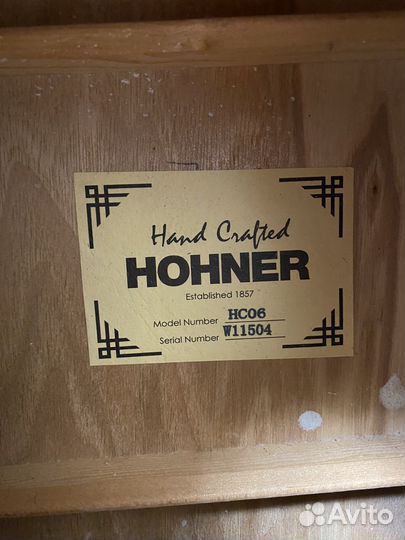 Hand Crafted
HOHNER
Established 1857
Model Number HC06
Serial Number W11504
Avito